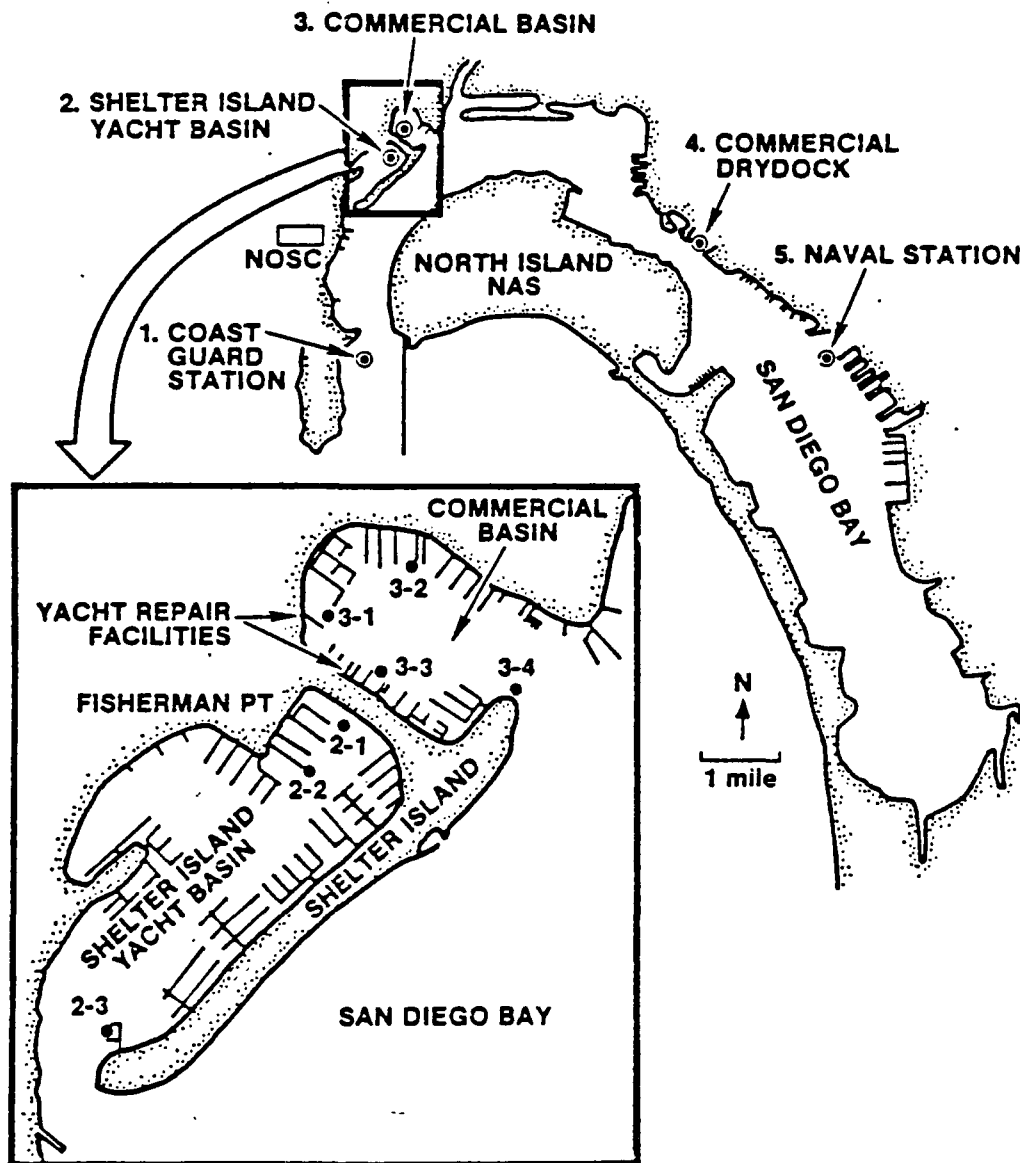 3. COMMERCIAL BASIN
2. SHELTER ISLAND
YACHT BASIN
4. COMMERCIAL
DRYDOCK
NOSC
NORTH ISLAND
NAS
5. NAVAL STATION
1. COAST
GUARD
STATION
SAN DIEGO
BAY
COMMERCIAL
BASIN
3-2
YACHT REPAIR
FACILITIES
3-1
3-3
3-4
FISHERMAN PT
2-1
2-2
N
1 mile
SHELTER ISLAND
SHELTER ISLAND
YACHT BASIN
2-3
SAN DIEGO BAY